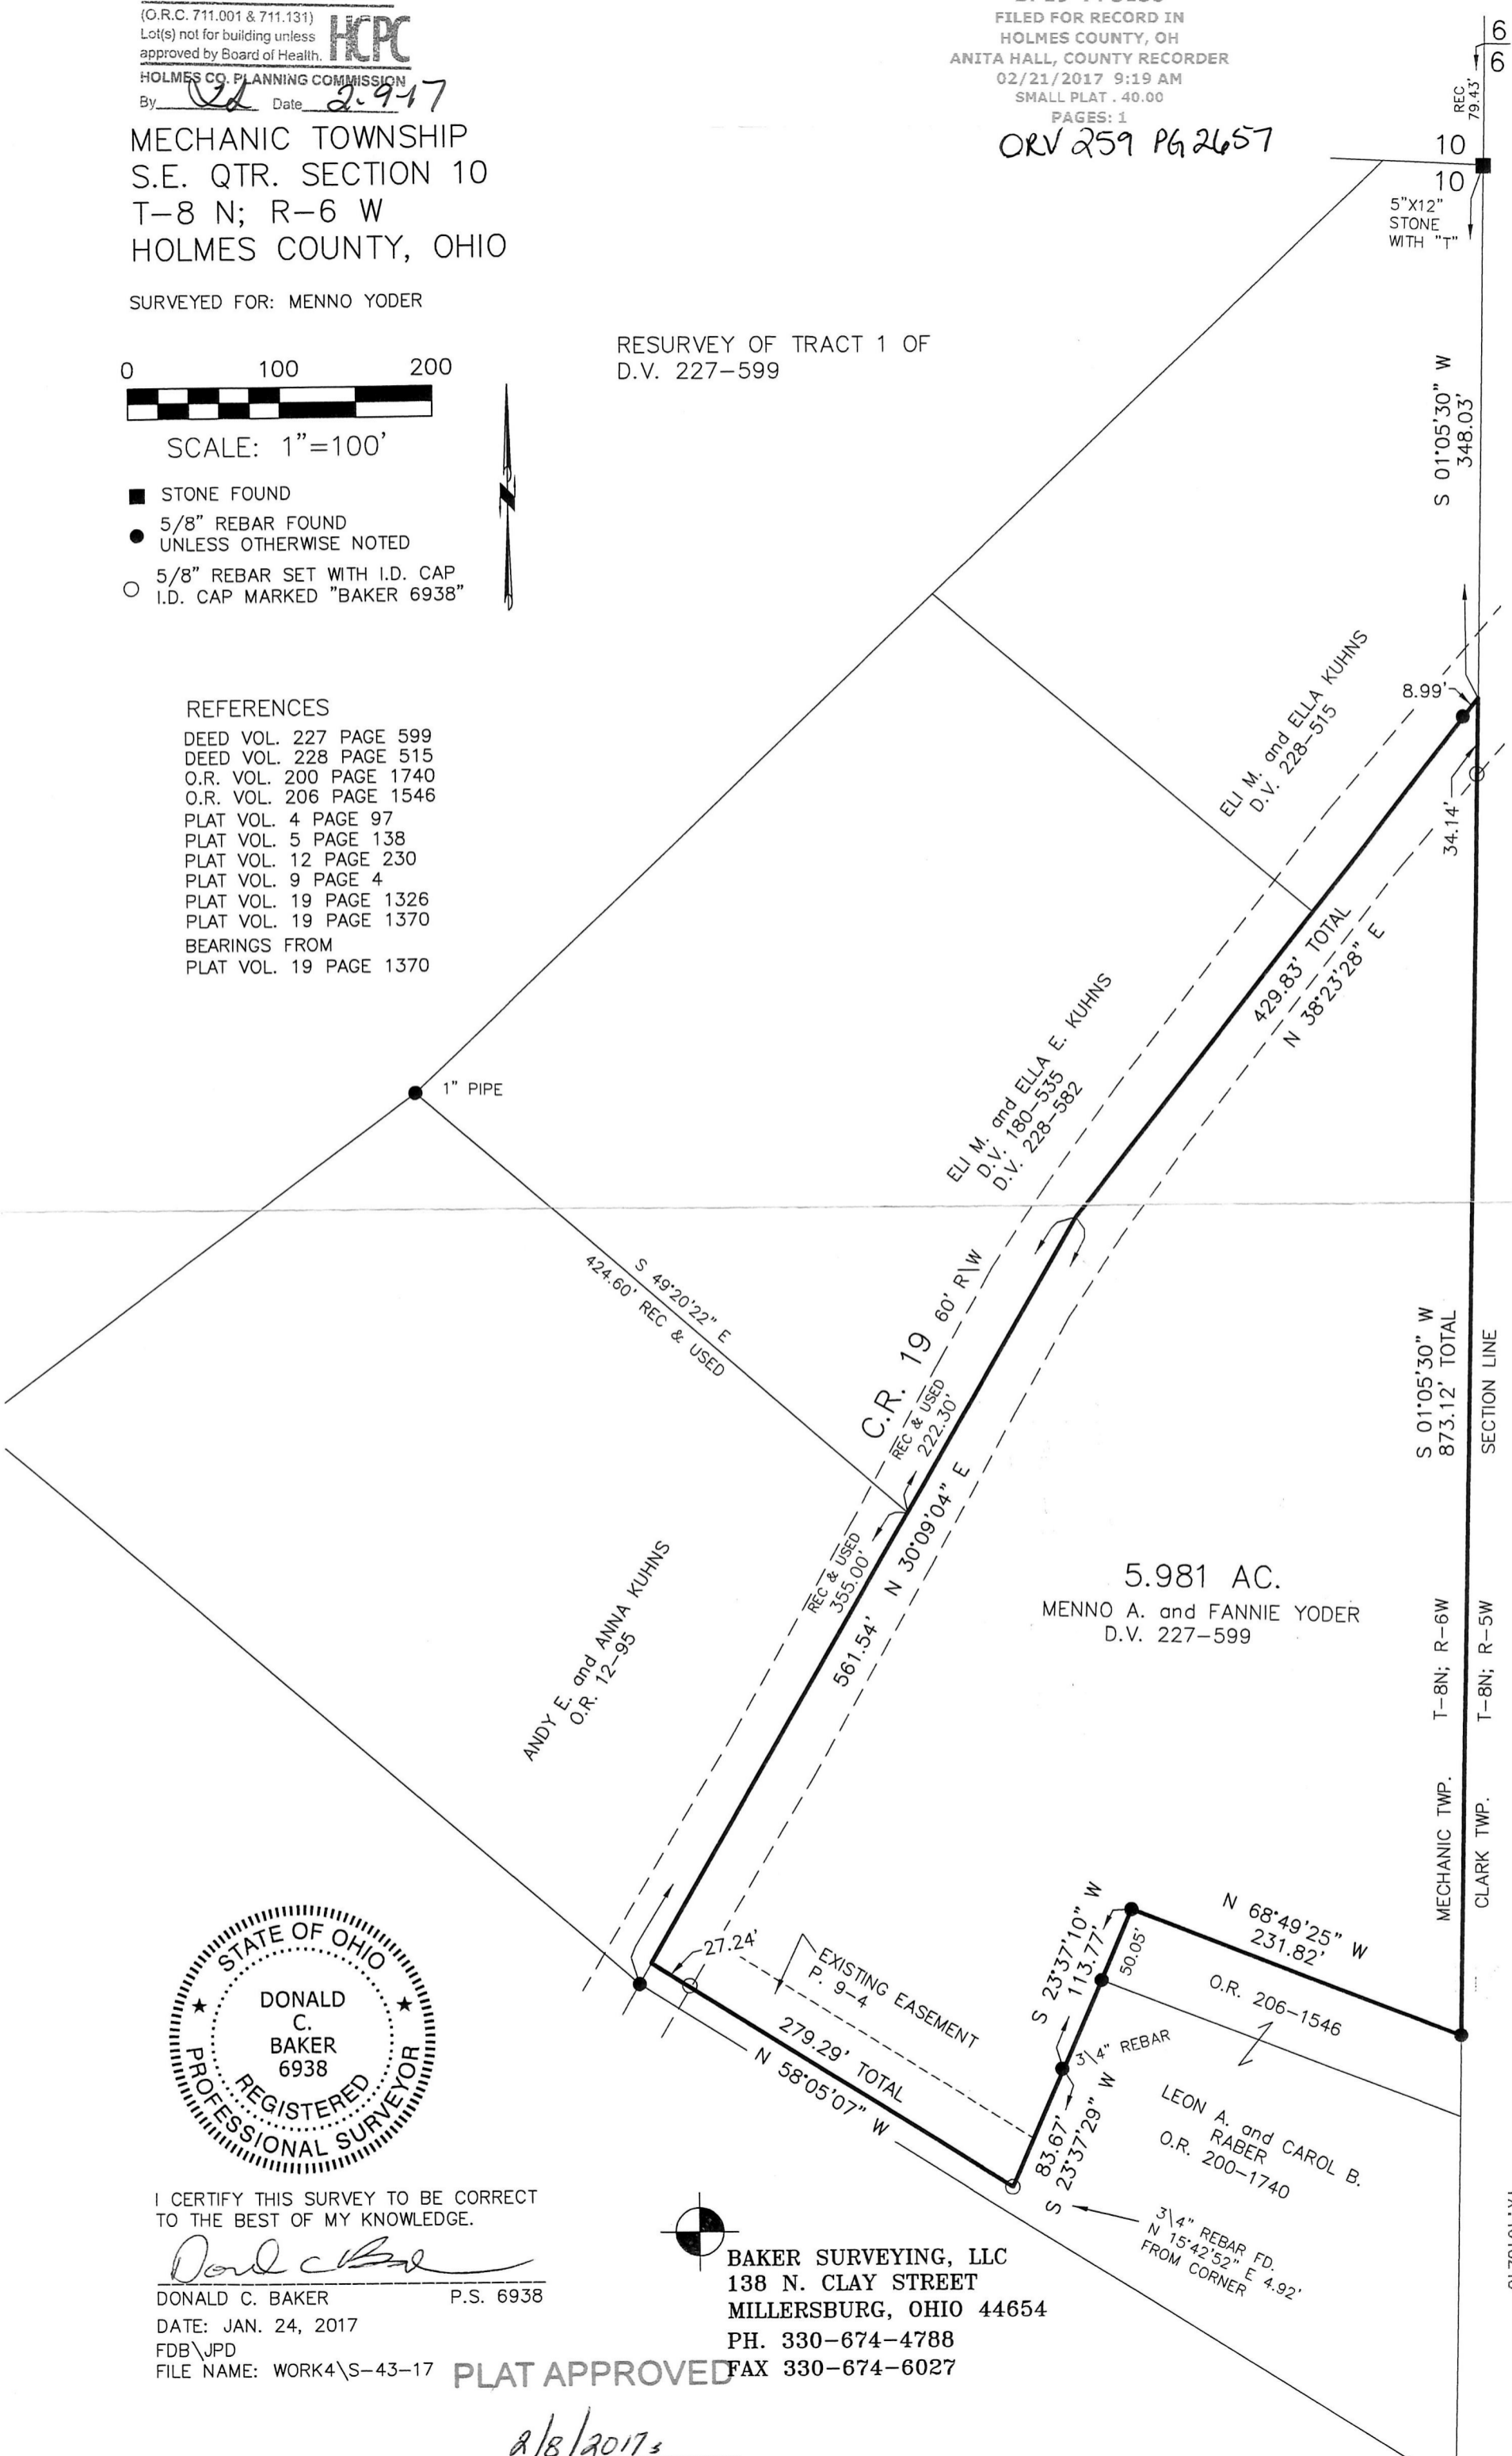 (O.R.C. 711.001 & 711.131)
Lot(s) not for building unless
approved by Board of Health.
HCPC
HOLMES CO. PLANNING COMMISSION
By Date 2-9-17
FILED FOR RECORD IN
HOLMES COUNTY, OH
ANITA HALL, COUNTY RECORDER
02/21/2017 9:19 AM
SMALL PLAT . 40.00
PAGES: 1
ORV 259 PG 2657
MECHANIC TOWNSHIP
S.E. QTR. SECTION 10
T-8 N; R-6 W
HOLMES COUNTY, OHIO
SURVEYED FOR: MENNO YODER
0 100 200
SCALE: 1"=100'
STONE FOUND
5/8" REBAR FOUND
UNLESS OTHERWISE NOTED
5/8" REBAR SET WITH I.D. CAP
I.D. CAP MARKED "BAKER 6938"
RESURVEY OF TRACT 1 OF
D.V. 227-599
REFERENCES
DEED VOL. 227 PAGE 599
DEED VOL. 228 PAGE 515
O.R. VOL. 200 PAGE 1740
O.R. VOL. 206 PAGE 1546
PLAT VOL. 4 PAGE 97
PLAT VOL. 5 PAGE 138
PLAT VOL. 12 PAGE 230
PLAT VOL. 9 PAGE 4
PLAT VOL. 19 PAGE 1326
PLAT VOL. 19 PAGE 1370
BEARINGS FROM
PLAT VOL. 19 PAGE 1370
6
6
REC
79.43'
10
10
5"X12"
STONE
WITH "T"
S 01°05'30" W
348.03'
8.99'
34.14'
ELI M. and ELLA KUHNS
D.V. 228-515
429.83' TOTAL
N 38°23'28" E
ELI M. and ELLA E. KUHNS
D.V. 180-535
D.V. 228-582
1" PIPE
S 49°20'22" E
424.60' REC & USED
C.R. 19 60' R\W
REC & USED
222.30'
REC & USED
355.00'
561.54' N 30°09'04" E
S 01°05'30" W
873.12' TOTAL
SECTION LINE
5.981 AC.
MENNO A. and FANNIE YODER
D.V. 227-599
MECHANIC TWP. T-8N; R-6W
CLARK TWP. T-8N; R-5W
ANDY E. and ANNA KUHNS
O.R. 12-95
27.24'
EXISTING EASEMENT
P. 9-4
279.29' TOTAL
N 58°05'07" W
S 23°37'10" W
113.77'
50.05'
N 68°49'25" W
231.82'
O.R. 206-1546
3\4" REBAR
83.67'
S 23°37'29" W
LEON A. and CAROL B.
RABER
O.R. 200-1740
3\4" REBAR FD.
N 15°42'52" E 4.92'
FROM CORNER
STATE OF OHIO
DONALD
C.
BAKER
6938
REGISTERED
PROFESSIONAL SURVEYOR
I CERTIFY THIS SURVEY TO BE CORRECT
TO THE BEST OF MY KNOWLEDGE.
DONALD C. BAKER P.S. 6938
DATE: JAN. 24, 2017
FDB\JPD
FILE NAME: WORK4\S-43-17
BAKER SURVEYING, LLC
138 N. CLAY STREET
MILLERSBURG, OHIO 44654
PH. 330-674-4788
FAX 330-674-6027
PLAT APPROVED
2/8/2017